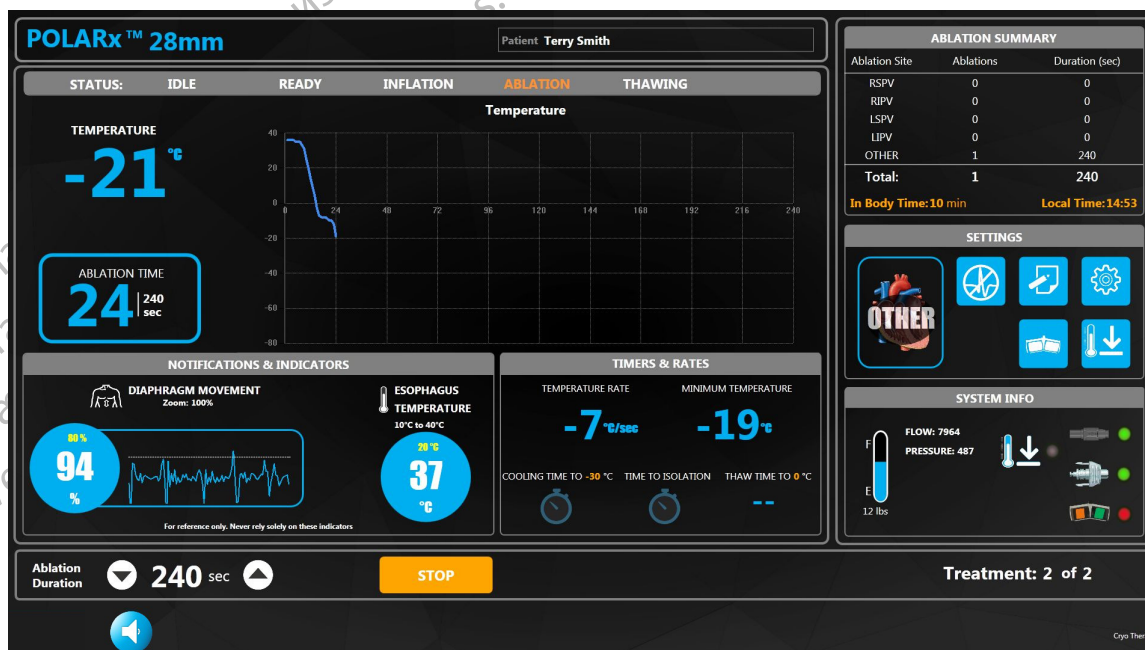 POLARx™ 28mm
Patient Terry Smith
STATUS: IDLE READY INFLATION ABLATION THAWING
TEMPERATURE
-21 °C
ABLATION TIME
24 240 sec
Temperature
40
20
0
-20
-40
-60
-80
0 24 48 72 96 120 144 168 192 216 240
NOTIFICATIONS & INDICATORS
DIAPHRAGM MOVEMENT
Zoom: 100%
80 %
94
%
ESOPHAGUS
TEMPERATURE
10°C to 40°C
20 °C
37
°C
For reference only. Never rely solely on these indicators
TIMERS & RATES
TEMPERATURE RATE MINIMUM TEMPERATURE
-7 °C/sec -19 °C
COOLING TIME TO -30 °C TIME TO ISOLATION THAW TIME TO 0 °C
--
ABLATION SUMMARY
Ablation Site Ablations Duration (sec)
RSPV 0 0
RIPV 0 0
LSPV 0 0
LIPV 0 0
OTHER 1 240
Total: 1 240
In Body Time:10 min Local Time:14:53
SETTINGS
OTHER
SYSTEM INFO
F
E
12 lbs
FLOW: 7964
PRESSURE: 487
Ablation
Duration
240 sec
STOP
Treatment: 2 of 2
Cryo Ther